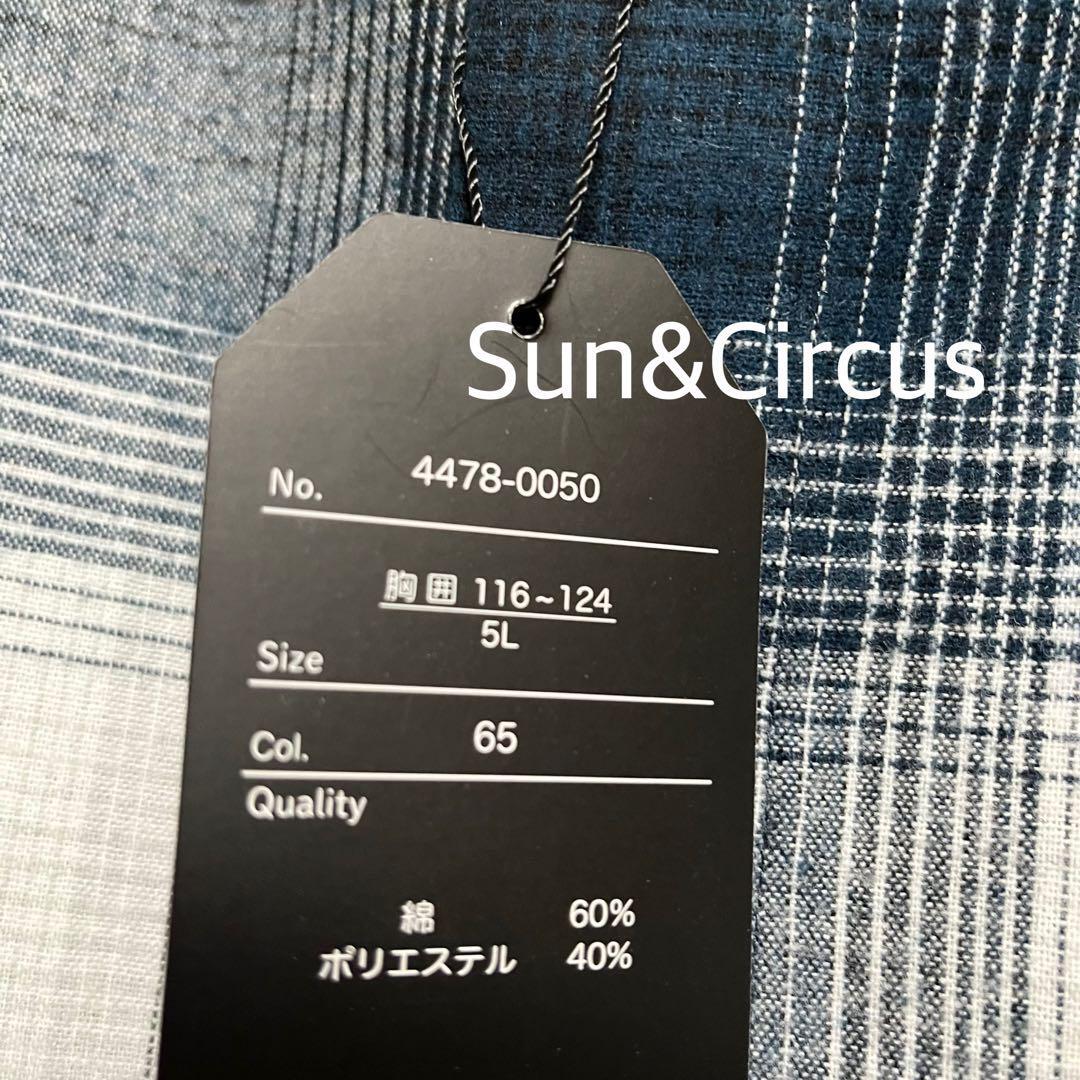 Sun&Circus
No. 4478-0050
胸囲 116~124
5L
Size
Col. 65
Quality
綿 60%
ポリエステル 40%